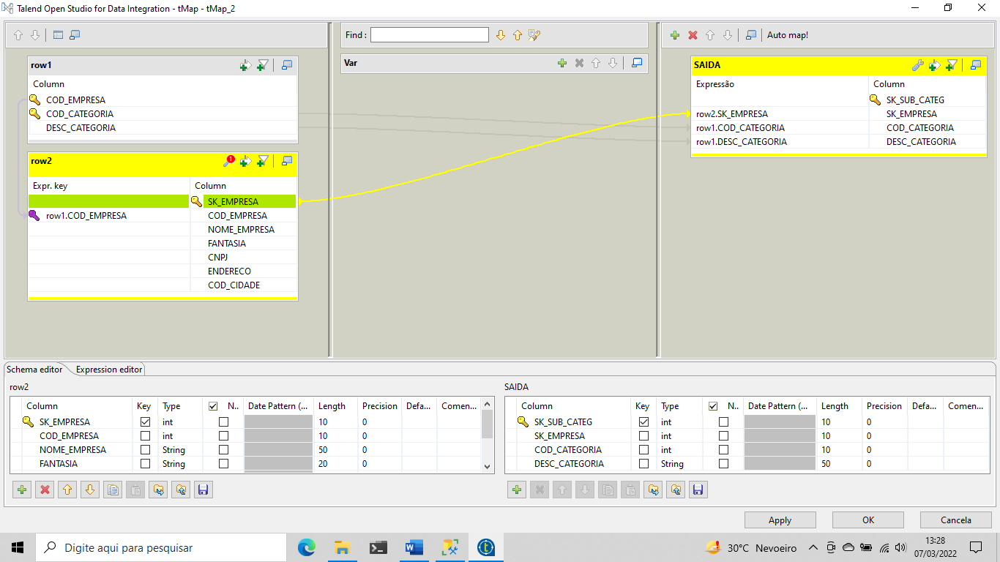 Talend Open Studio for Data Integration - tMap - tMap_2
Find :
Auto map!
row1
Column
COD_EMPRESA
COD_CATEGORIA
DESC_CATEGORIA
row2
1
Expr. key Column
SK_EMPRESA
row1.COD_EMPRESA COD_EMPRESA
NOME_EMPRESA
FANTASIA
CNPJ
ENDERECO
COD_CIDADE
Var
SAIDA
Expressão Column
SK_SUB_CATEG
row2.SK_EMPRESA SK_EMPRESA
row1.COD_CATEGORIA COD_CATEGORIA
row1.DESC_CATEGORIA DESC_CATEGORIA
Schema editor Expression editor
row2
Column Key Type N.. Date Pattern (... Length Precision Defa... Comen...
SK_EMPRESA int 10 0
COD_EMPRESA int 10 0
NOME_EMPRESA String 50 0
FANTASIA String 20 0
SAIDA
Column Key Type N.. Date Pattern (... Length Precision Defa... Comen...
SK_SUB_CATEG int 10 0
SK_EMPRESA int 10 0
COD_CATEGORIA int 10 0
DESC_CATEGORIA String 50 0
Apply OK Cancela
Digite aqui para pesquisar
30°C Nevoeiro
13:28
07/03/2022